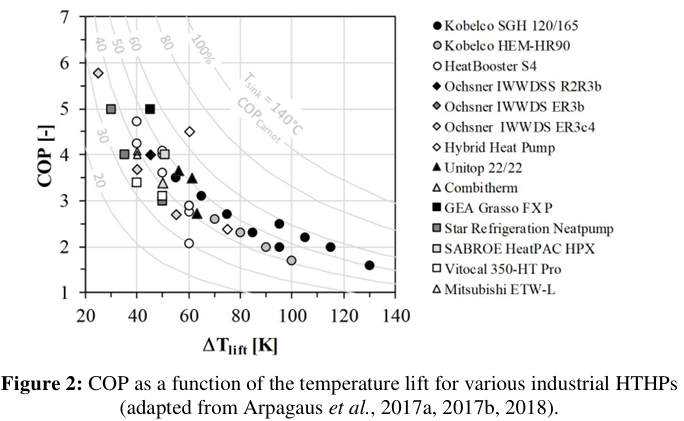 7
6
5
4
3
2
1
COP [-]
40
50
60
80
100%
30
20
T_sink = 140°C
COP_Carnot
20 40 60 80 100 120 140
ΔT_lift [K]
Kobelco SGH 120/165
Kobelco HEM-HR90
HeatBooster S4
Ochsner IWWDSS R2R3b
Ochsner IWWDS ER3b
Ochsner IWWDS ER3c4
Hybrid Heat Pump
Unitop 22/22
Combitherm
GEA Grasso FX P
Star Refrigeration Neatpump
SABROE HeatPAC HPX
Vitocal 350-HT Pro
Mitsubishi ETW-L
Figure 2: COP as a function of the temperature lift for various industrial HTHPs
(adapted from Arpagaus et al., 2017a, 2017b, 2018).